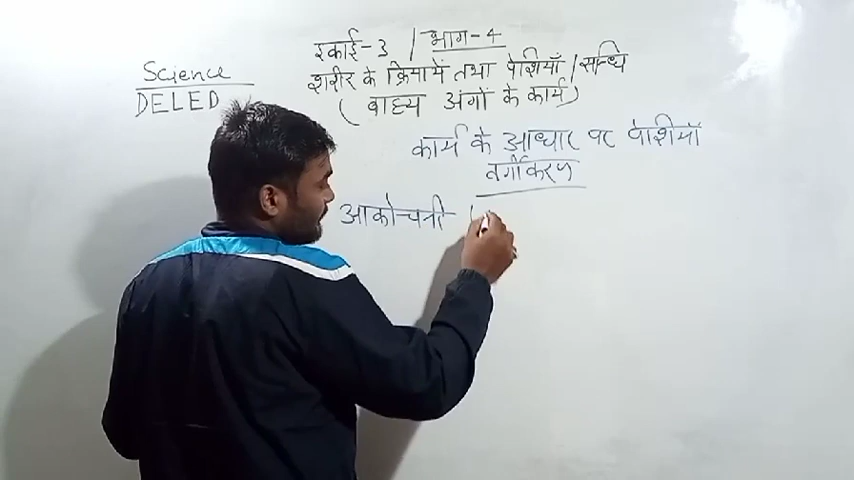 Science
DELED
इकाई-3 / भाग-4
शरीर के क्रियायें तथा पेशियाँ / सन्धि
( वाह्य अंगों के कार्य )
कार्य के आधार पर पेशियों
वर्गीकरण
आकोचनी (